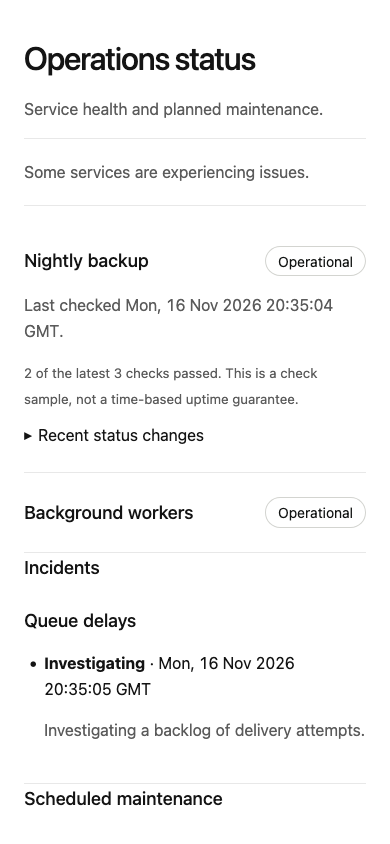 Operations status
Service health and planned maintenance.
Some services are experiencing issues.
Nightly backup
Operational
Last checked Mon, 16 Nov 2026 20:35:04
GMT.
2 of the latest 3 checks passed. This is a check
sample, not a time-based uptime guarantee.
▸ Recent status changes
Background workers
Operational
Incidents
Queue delays
• Investigating · Mon, 16 Nov 2026
20:35:05 GMT
Investigating a backlog of delivery attempts.
Scheduled maintenance